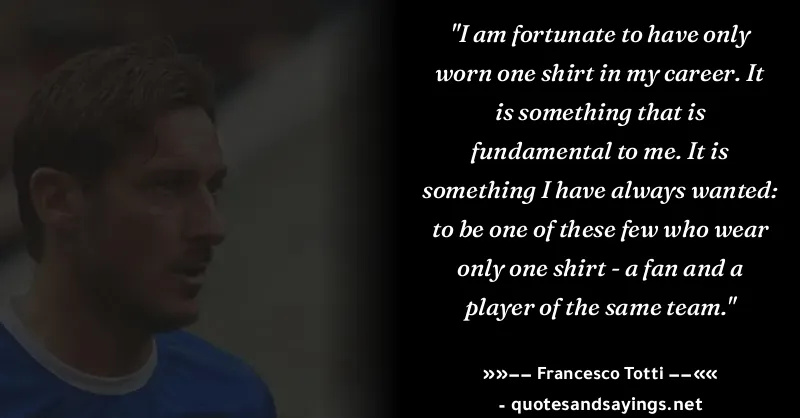 "I am fortunate to have only
worn one shirt in my career. It
is something that is
fundamental to me. It is
something I have always wanted:
to be one of these few who wear
only one shirt - a fan and a
player of the same team."
»»–– Francesco Totti ––««
- quotesandsayings.net